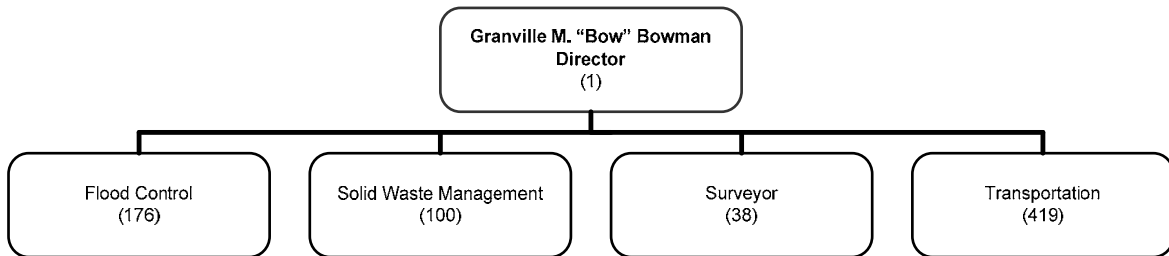 Granville M. “Bow” Bowman
Director
(1)
Flood Control
(176)
Solid Waste Management
(100)
Surveyor
(38)
Transportation
(419)